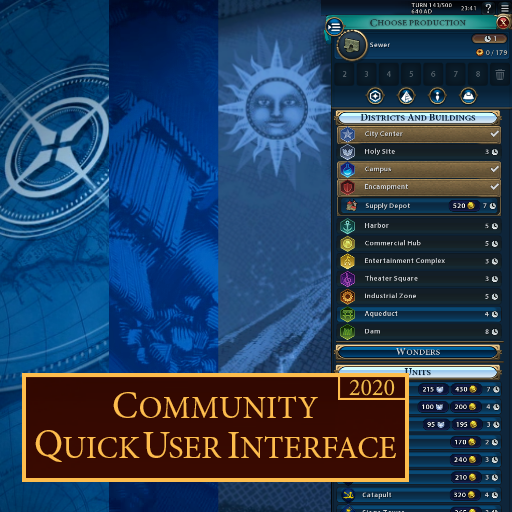 TURN 143/500
640 AD
23:41
?
CHOOSE PRODUCTION
X
1
Sewer
0 / 179
2 3 4 5 6 7 8
DISTRICTS AND BUILDINGS
City Center
Holy Site 3
Campus
Encampment
Supply Depot 520 7
Harbor 5
Commercial Hub 5
Entertainment Complex 3
Theater Square 3
Industrial Zone 5
Aqueduct 4
Dam 8
WONDERS
UNITS
2020
215 430 7
100 200 4
95 195 3
170 2
240 3
210 3
Catapult 320 4
COMMUNITY
QUICK USER INTERFACE